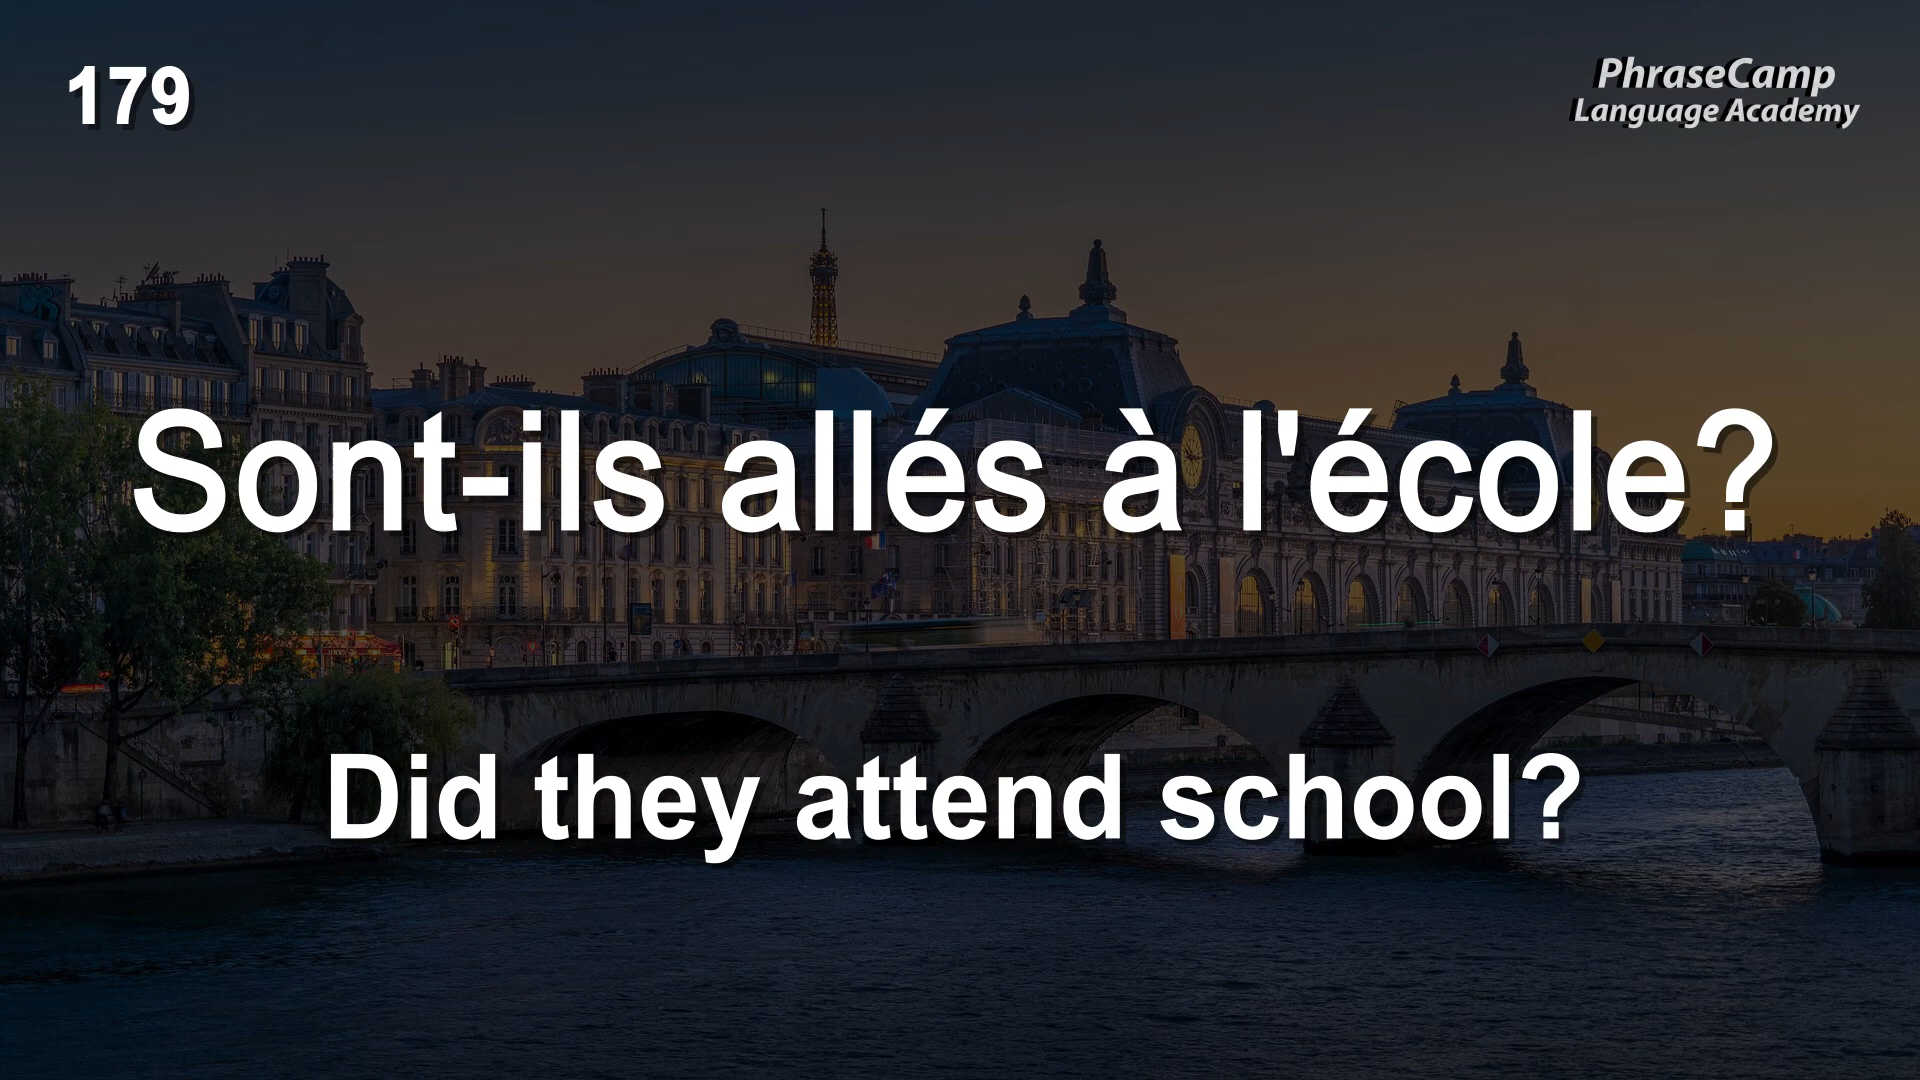 179
PhraseCamp
Language Academy
Sont-ils allés à l'école?
Did they attend school?